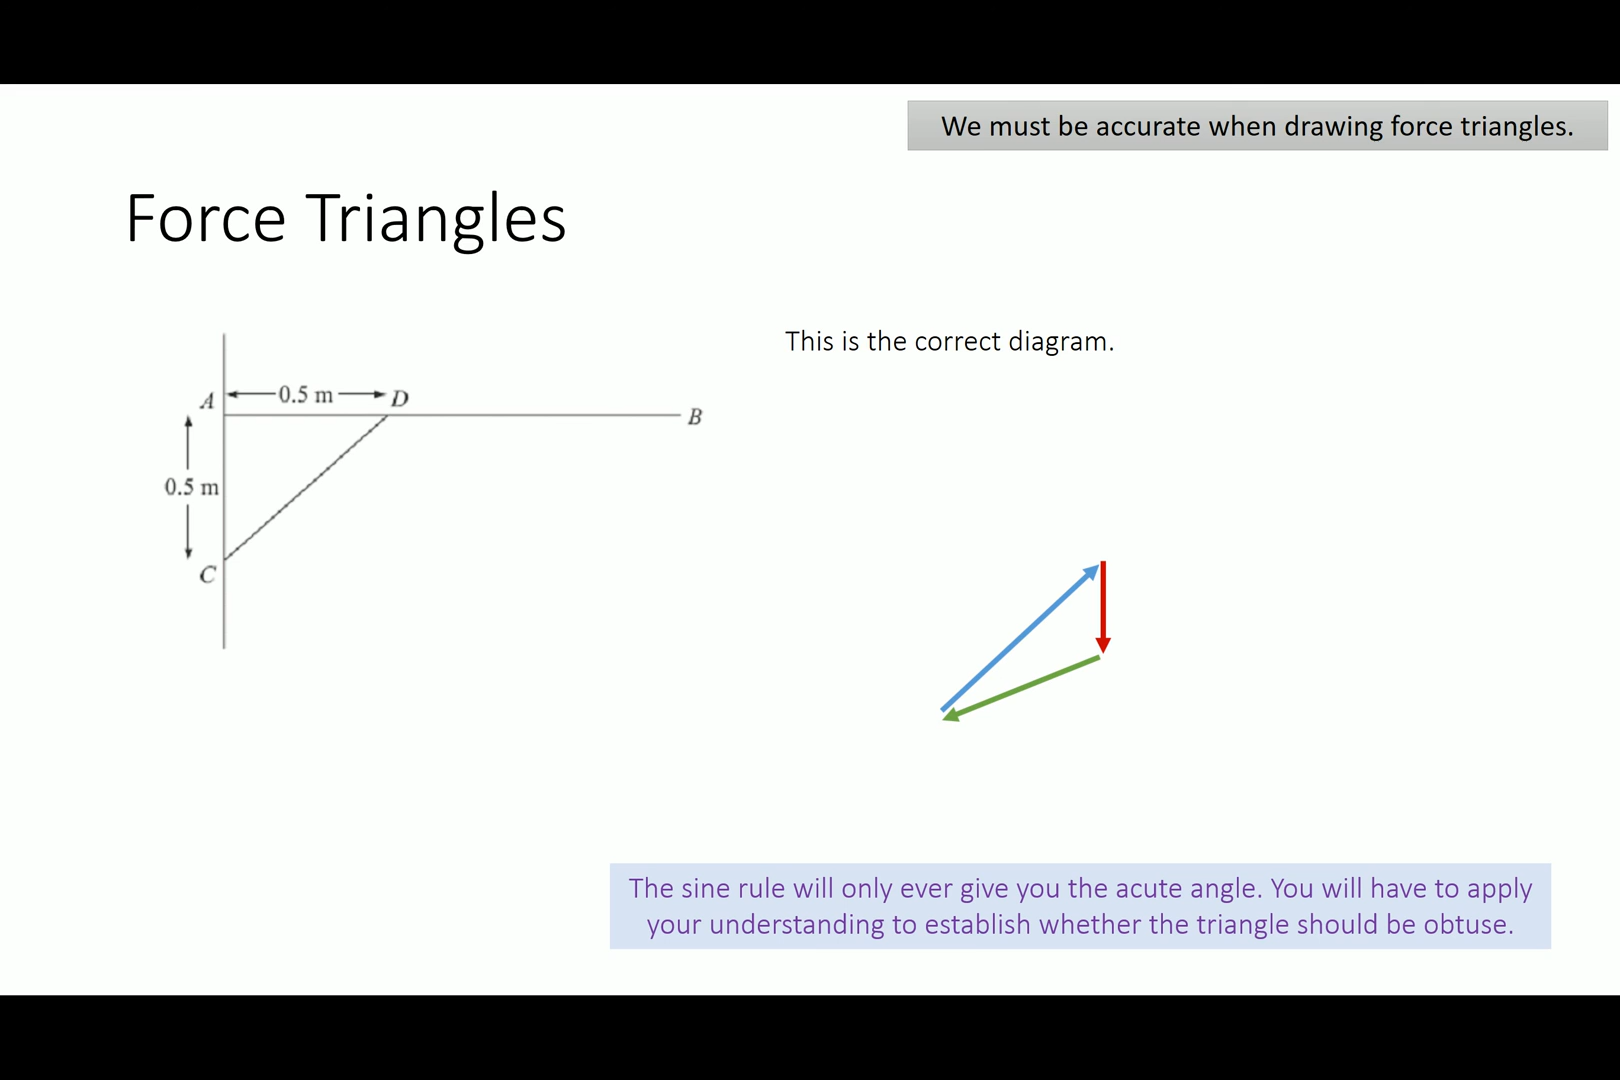 We must be accurate when drawing force triangles.
Force Triangles
This is the correct diagram.
A 0.5 m D
B
0.5 m
C
The sine rule will only ever give you the acute angle. You will have to apply
your understanding to establish whether the triangle should be obtuse.